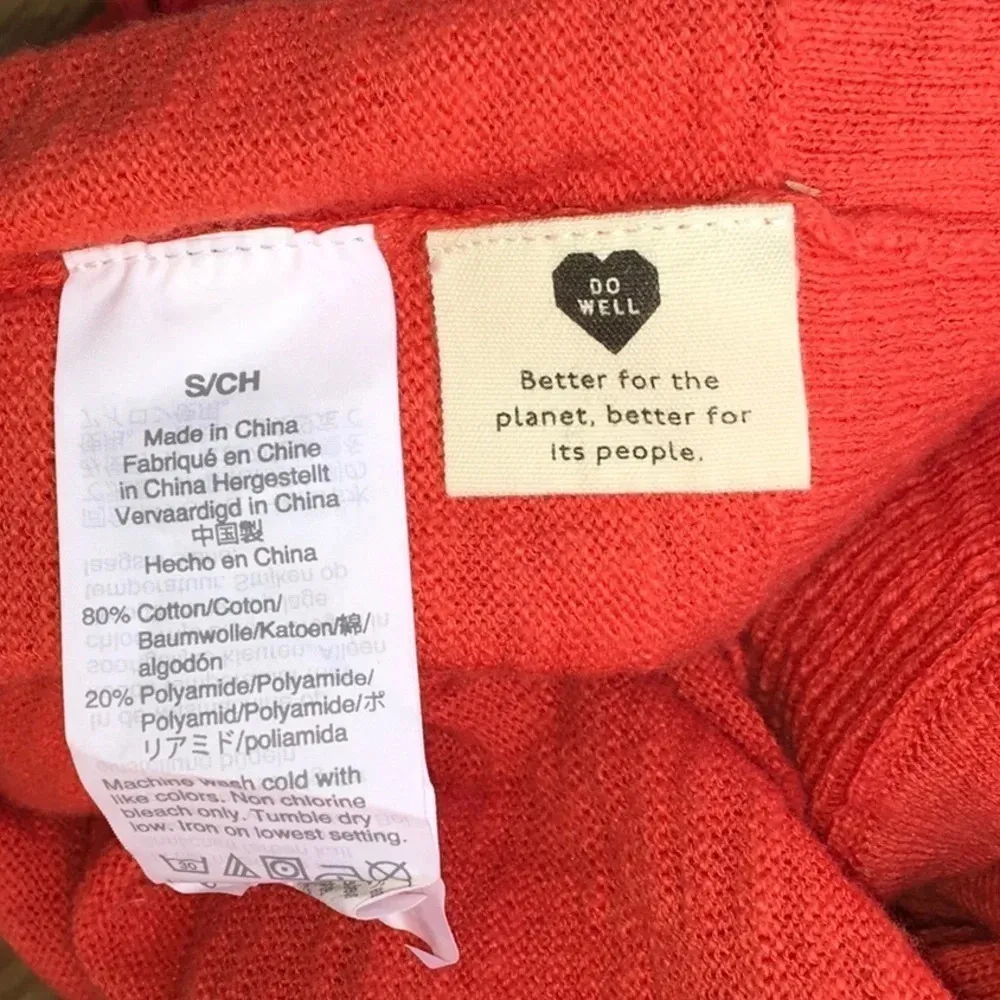 S/CH
Made in China
Fabriqué en Chine
in China Hergestellt
Vervaardigd in China
中国製
Hecho en China
80% Cotton/Coton/
Baumwolle/Katoen/綿/
algodón
20% Polyamide/Polyamide/
Polyamid/Polyamide/ポ
リアミド/poliamida
Machine wash cold with
like colors. Non chlorine
bleach only. Tumble dry
low. Iron on lowest setting.
30
DO
WELL
Better for the
planet, better for
its people.